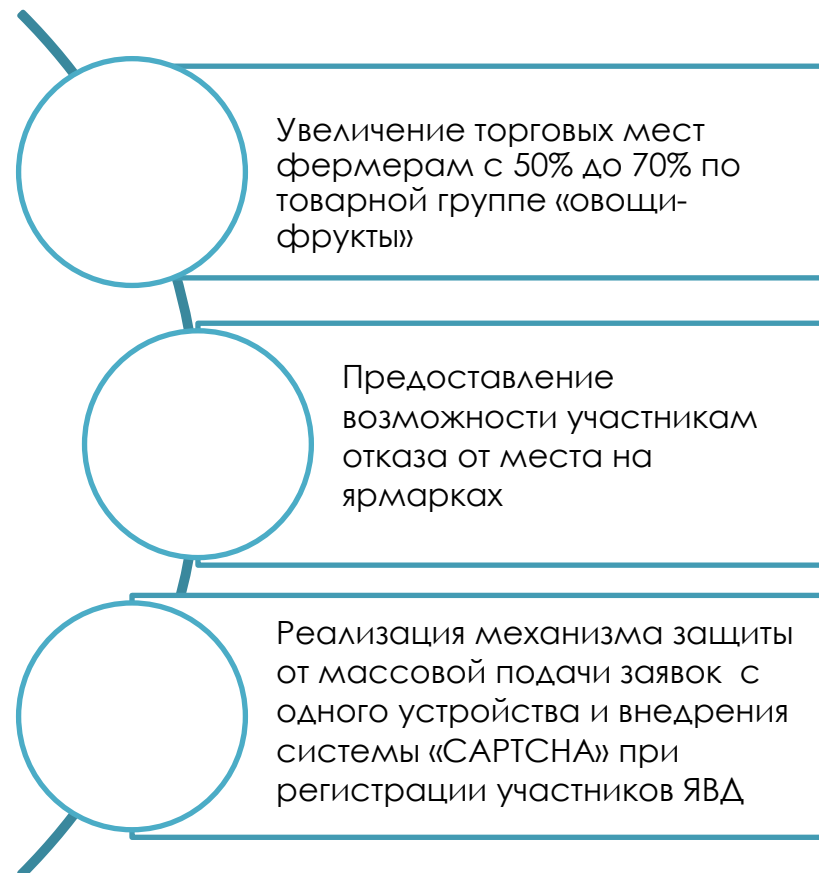 Увеличение торговых мест
фермерам с 50% до 70% по
товарной группе «овощи-
фрукты»
Предоставление
возможности участникам
отказа от места на
ярмарках
Реализация механизма защиты
от массовой подачи заявок  с
одного устройства и внедрения
системы «CAPTCHA» при
регистрации участников ЯВД